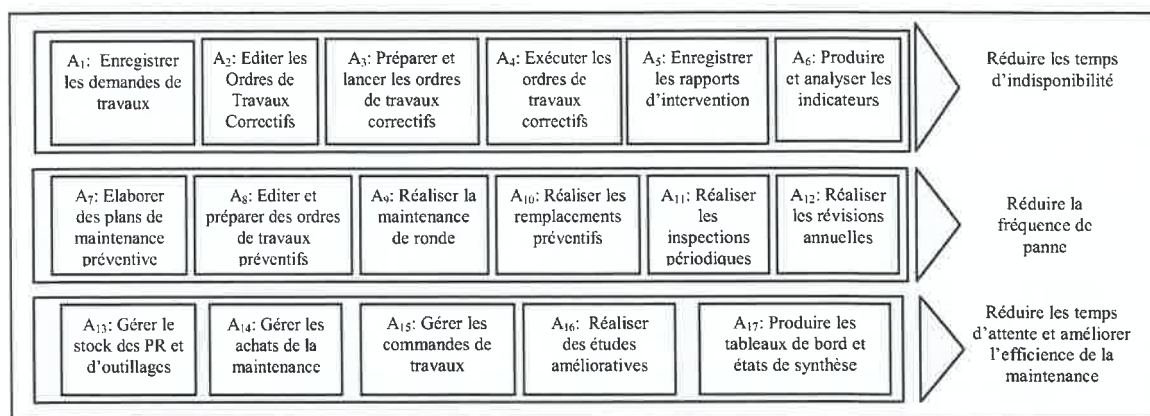 A1: Enregistrer
les demandes de
travaux
A2: Editer les
Ordres de
Travaux
Correctifs
A3: Préparer et
lancer les ordres
de travaux
correctifs
A4: Exécuter les
ordres de
travaux
correctifs
A5: Enregistrer
les rapports
d'intervention
A6: Produire
et analyser les
indicateurs
Réduire les temps
d'indisponibilité
A7: Elaborer
des plans de
maintenance
préventive
A8: Editer et
préparer des ordres
de travaux
préventifs
A9: Réaliser la
maintenance
de ronde
A10: Réaliser les
remplacements
préventifs
A11: Réaliser
les
inspections
périodiques
A12: Réaliser
les révisions
annuelles
Réduire la
fréquence de
panne
A13: Gérer le
stock des PR et
d'outillages
A14: Gérer les
achats de la
maintenance
A15: Gérer les
commandes de
travaux
A16: Réaliser
des études
amélioratives
A17: Produire les
tableaux de bord et
états de synthèse
Réduire les temps
d'attente et améliorer
l'efficience de la
maintenance